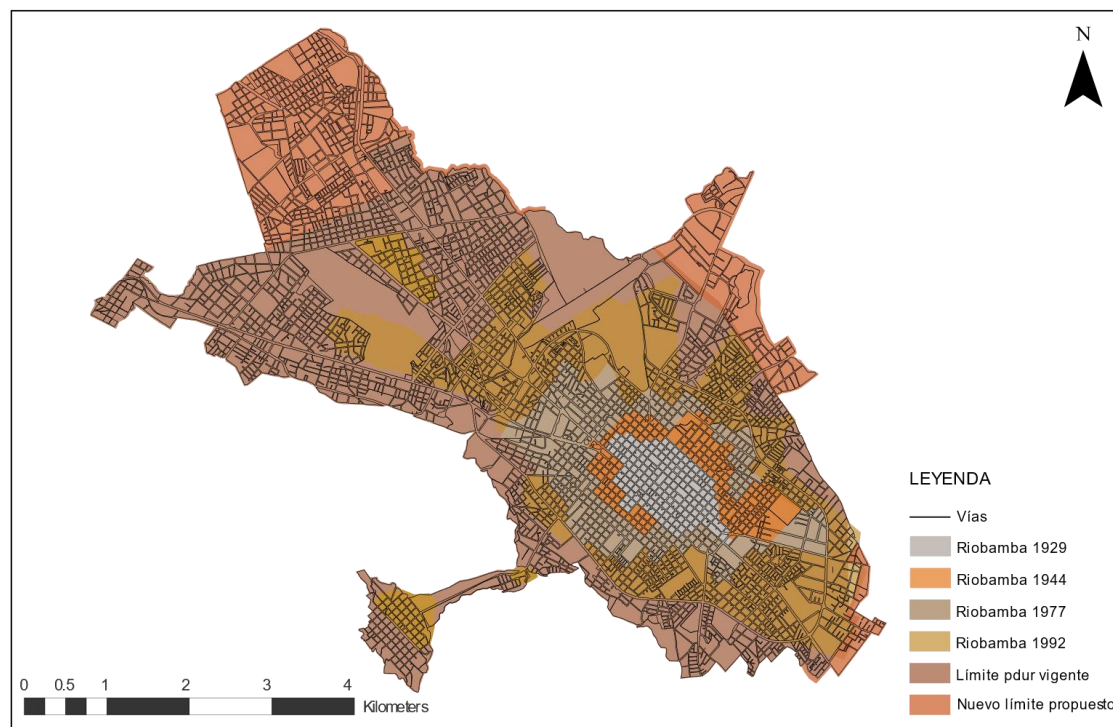 N
LEYENDA
Vías
Riobamba 1929
Riobamba 1944
Riobamba 1977
Riobamba 1992
Límite pdur vigente
Nuevo límite propuesto
0 0.5 1 2 3 4
Kilometers